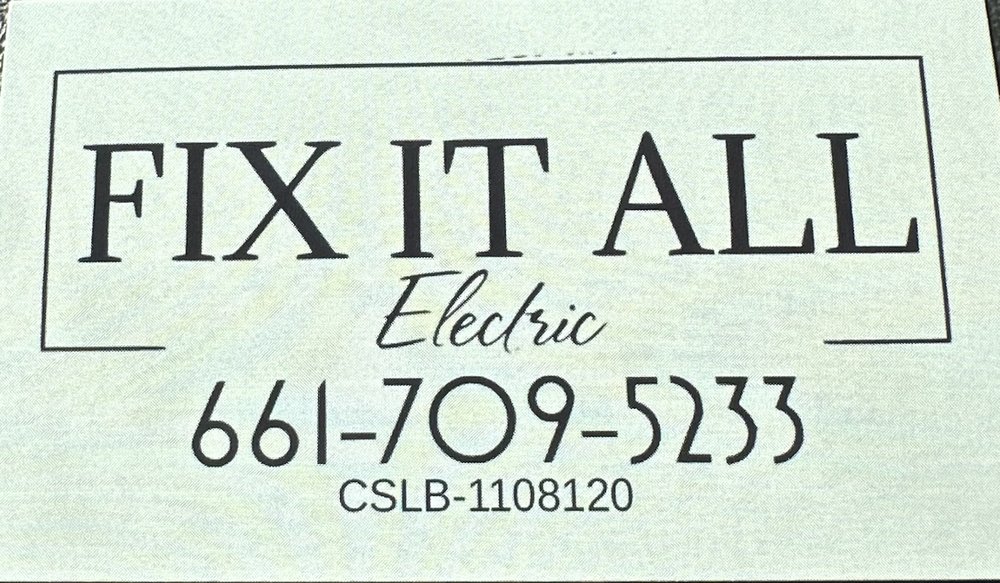 FIX IT ALL
Electric
661-709-5233
CSLB-1108120